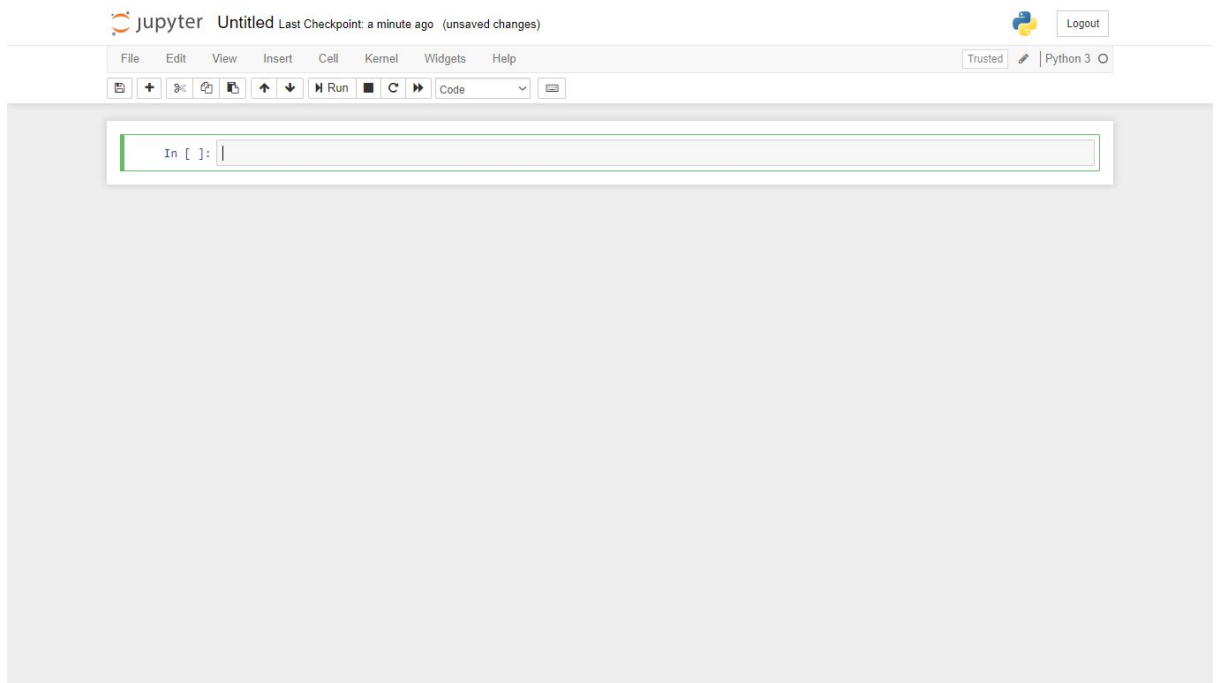 jupyter Untitled Last Checkpoint: a minute ago (unsaved changes) Logout
File Edit View Insert Cell Kernel Widgets Help Trusted Python 3
Run Code
In [ ]: